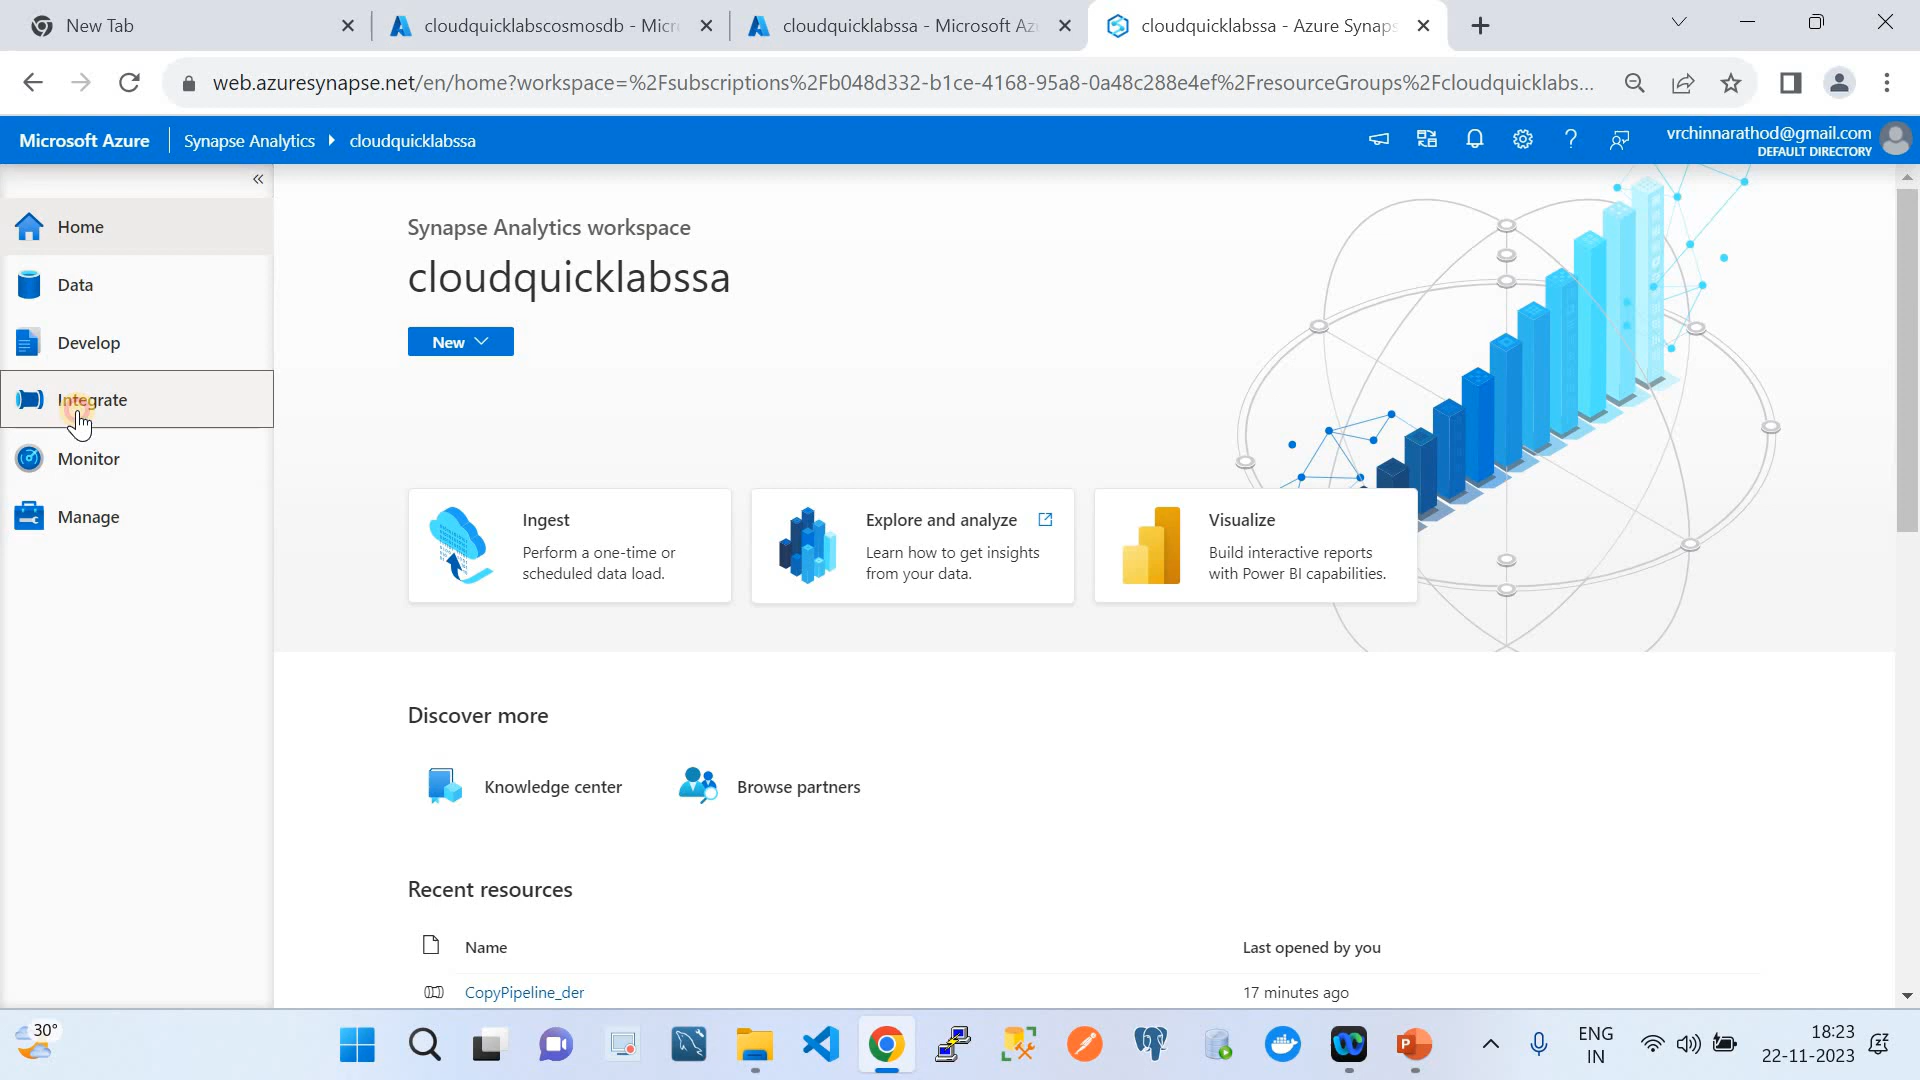 New Tab
cloudquicklabscosmosdb - Micr
cloudquicklabssa - Microsoft Az
cloudquicklabssa - Azure Synaps
web.azuresynapse.net/en/home?workspace=%2Fsubscriptions%2Fb048d332-b1ce-4168-95a8-0a48c288e4ef%2FresourceGroups%2Fcloudquicklabs...
Microsoft Azure
Synapse Analytics
cloudquicklabssa
vrchinnarathod@gmail.com
DEFAULT DIRECTORY
Home
Data
Develop
Integrate
Monitor
Manage
Synapse Analytics workspace
cloudquicklabssa
New
Ingest
Perform a one-time or
scheduled data load.
Explore and analyze
Learn how to get insights
from your data.
Visualize
Build interactive reports
with Power BI capabilities.
Discover more
Knowledge center
Browse partners
Recent resources
Name
Last opened by you
CopyPipeline_der
17 minutes ago
30°
ENG
IN
18:23
22-11-2023